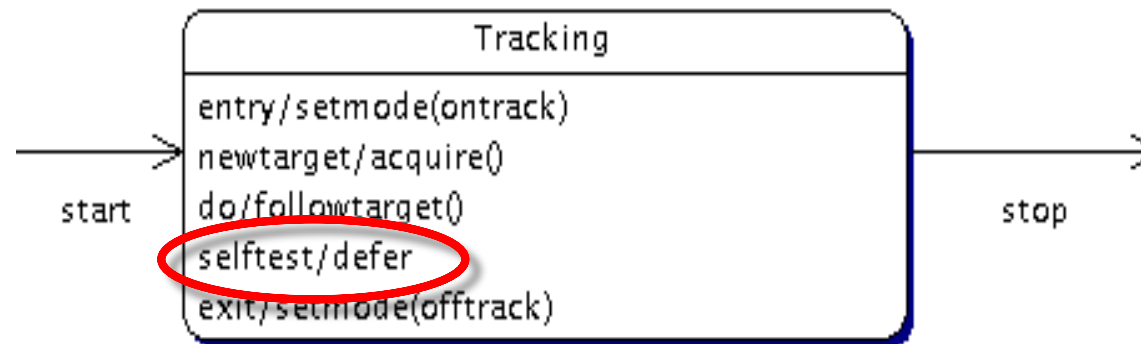 Tracking
entry/setmode(ontrack)
newtarget/acquire()
start
do/followtarget()
stop
selftest/defer
exit/setmode(offtrack)